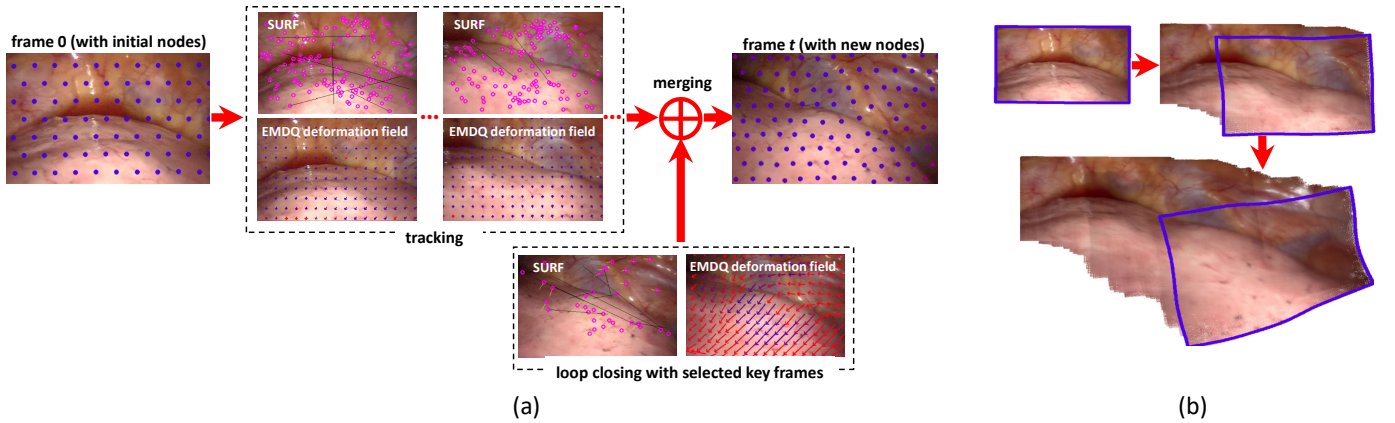 frame 0 (with initial nodes)
SURF
SURF
EMDQ deformation field
EMDQ deformation field
tracking
merging
frame t (with new nodes)
SURF
EMDQ deformation field
loop closing with selected key frames
(a)
(b)